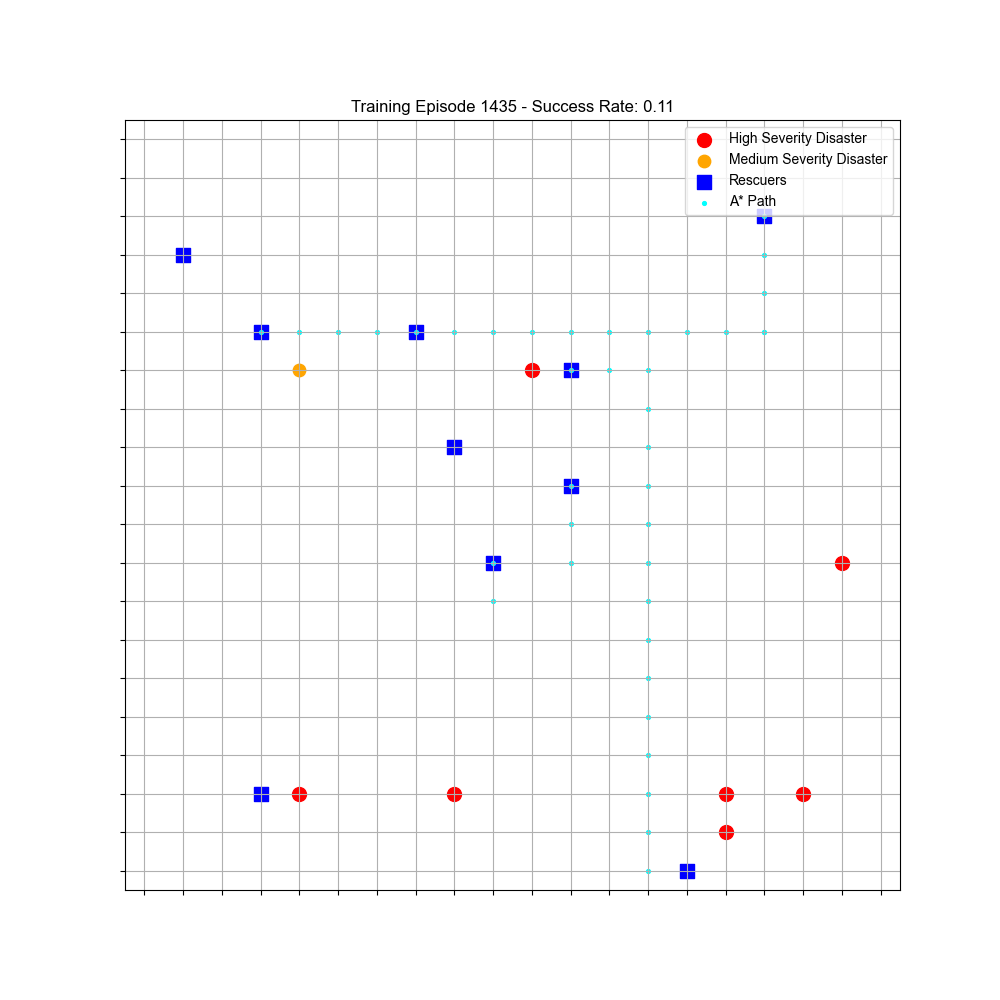 Training Episode 1435 - Success Rate: 0.11
High Severity Disaster
Medium Severity Disaster
Rescuers
A* Path